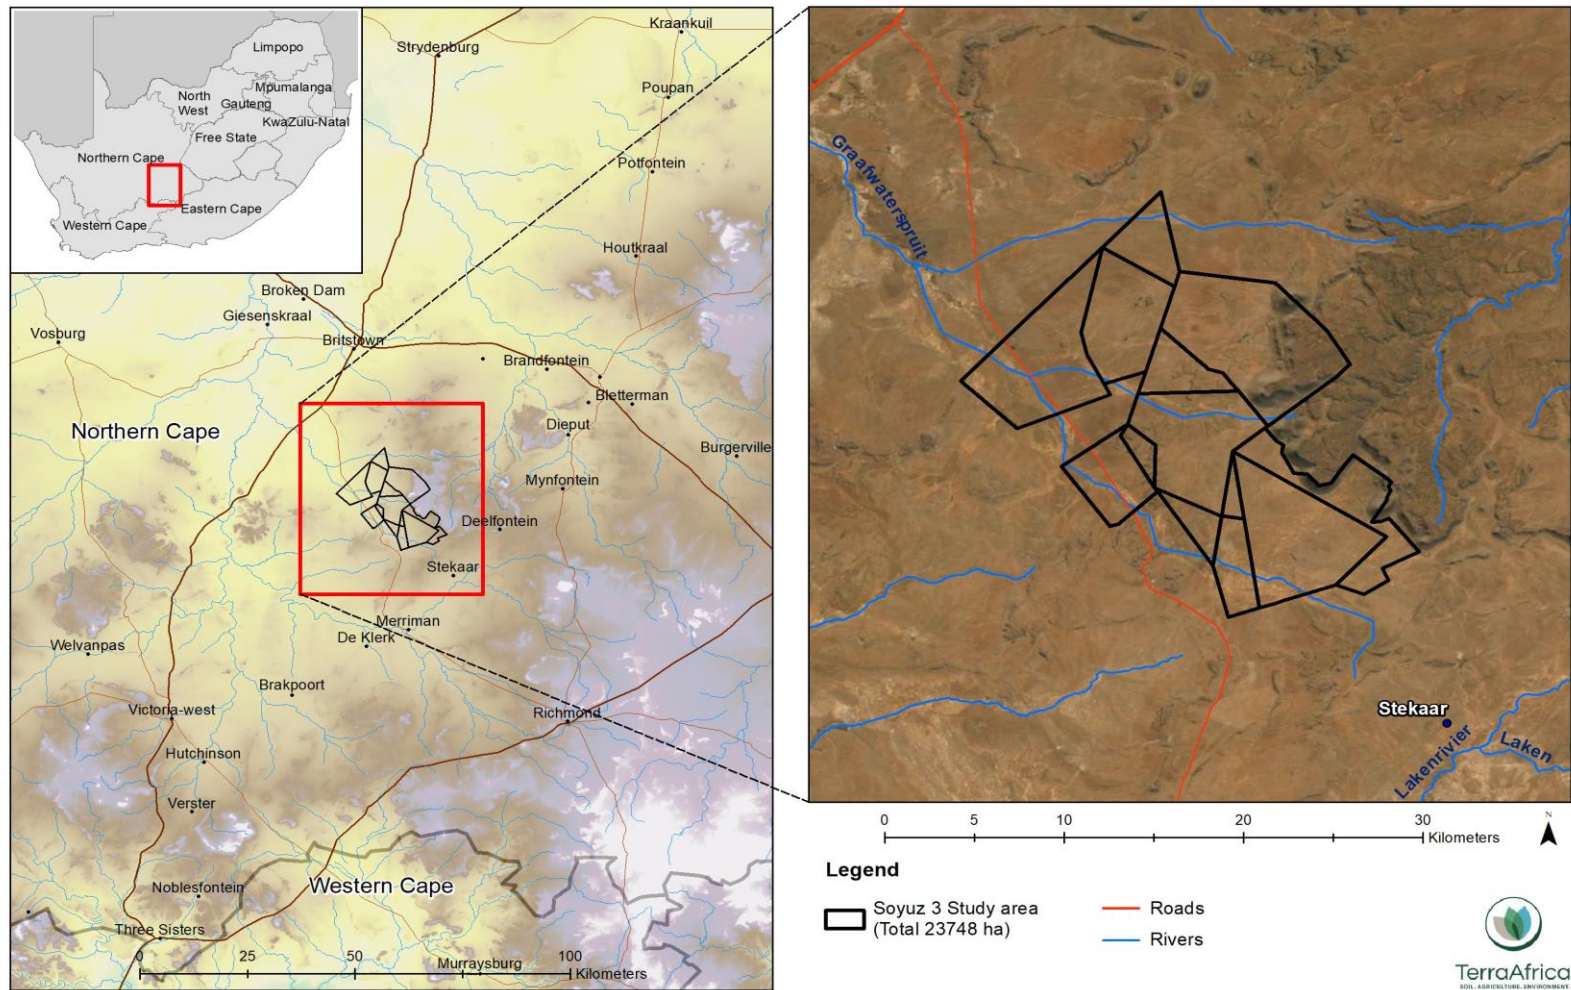 Limpopo
North
West
Mpumalanga
Gauteng
KwaZulu-Natal
Free State
Northern Cape
Eastern Cape
Western Cape
Kraankuil
Strydenburg
Poupan
Potfontein
Houtkraal
Broken Dam
Giesenskraal
Vosburg
Britstown
Brandfontein
Bletterman
Dieput
Northern Cape
Burgerville
Mynfontein
Deelfontein
Stekaar
Merriman
De Klerk
Welvanpas
Brakpoort
Victoria-west
Richmond
Hutchinson
Verster
Noblesfontein
Western Cape
Three Sisters
Murraysburg
0 25 50 100
Kilometers
Graafwaterspruit
Stekaar
Lakenrivier
Laken
0 5 10 20 30
Kilometers
N
Legend
Soyuz 3 Study area
(Total 23748 ha)
Roads
Rivers
TerraAfrica
SOIL. AGRICULTURE. ENVIRONMENT.